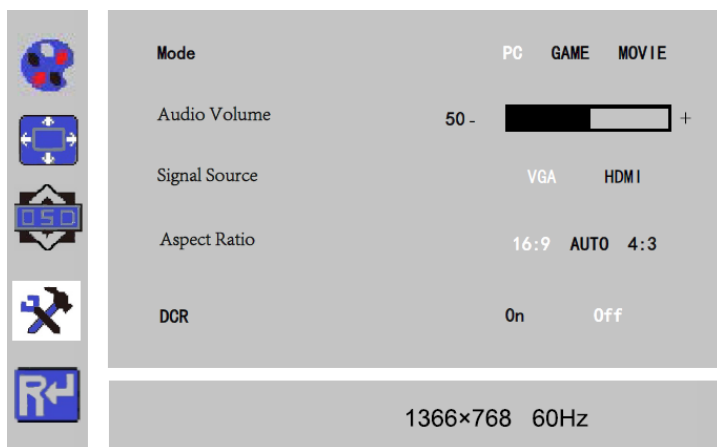 Mode PC GAME MOVIE
Audio Volume 50 - +
Signal Source VGA HDMI
OSD
Aspect Ratio 16:9 AUTO 4:3
DCR On Off
R
1366×768 60Hz